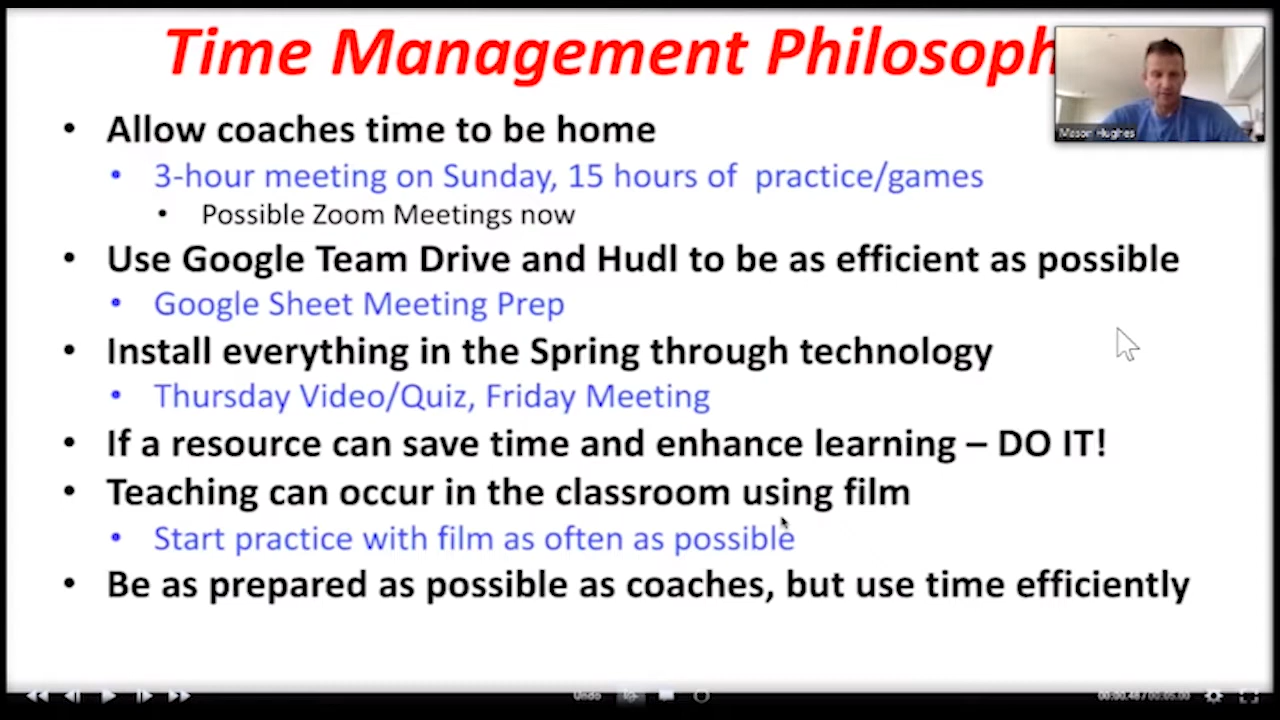 Time Management Philosoph
Mason Hughes
• Allow coaches time to be home
• 3-hour meeting on Sunday, 15 hours of practice/games
• Possible Zoom Meetings now
• Use Google Team Drive and Hudl to be as efficient as possible
• Google Sheet Meeting Prep
• Install everything in the Spring through technology
• Thursday Video/Quiz, Friday Meeting
• If a resource can save time and enhance learning – DO IT!
• Teaching can occur in the classroom using film
• Start practice with film as often as possible
• Be as prepared as possible as coaches, but use time efficiently
Undo